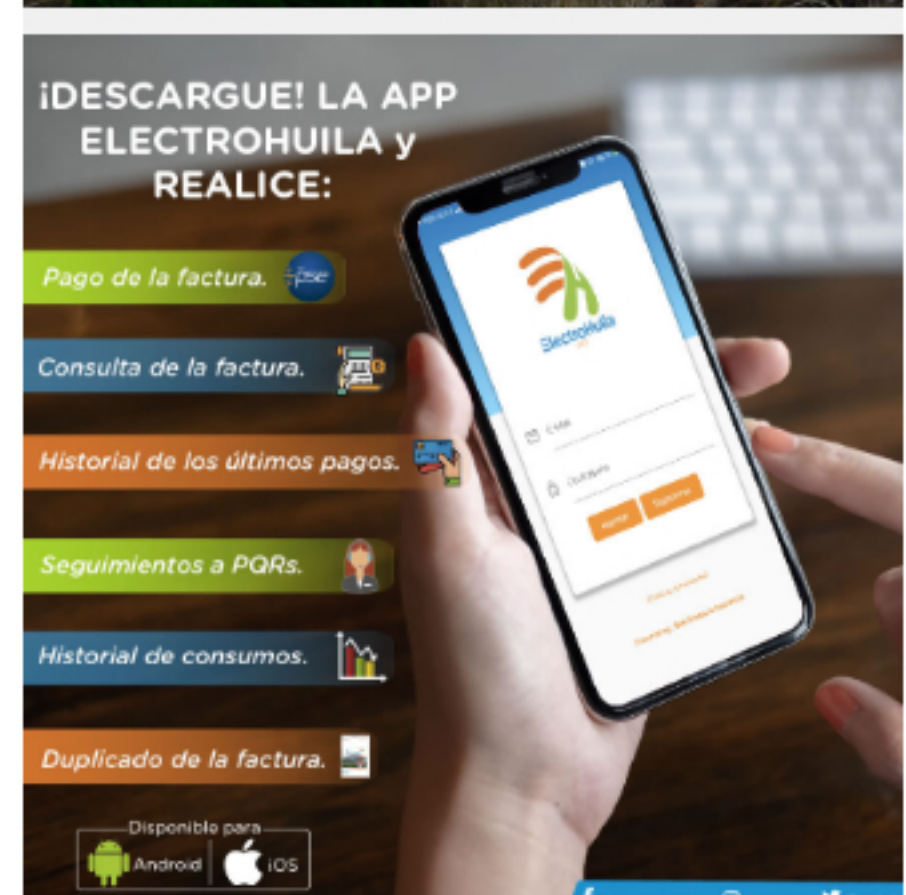 ¡DESCARGUE! LA APP
ELECTROHUILA y
REALICE:
Pago de la factura.
pse
Consulta de la factura.
Historial de los últimos pagos.
Seguimientos a PQRs.
Historial de consumos.
Duplicado de la factura.
Disponible para
Android
iOS
ElectroHuila